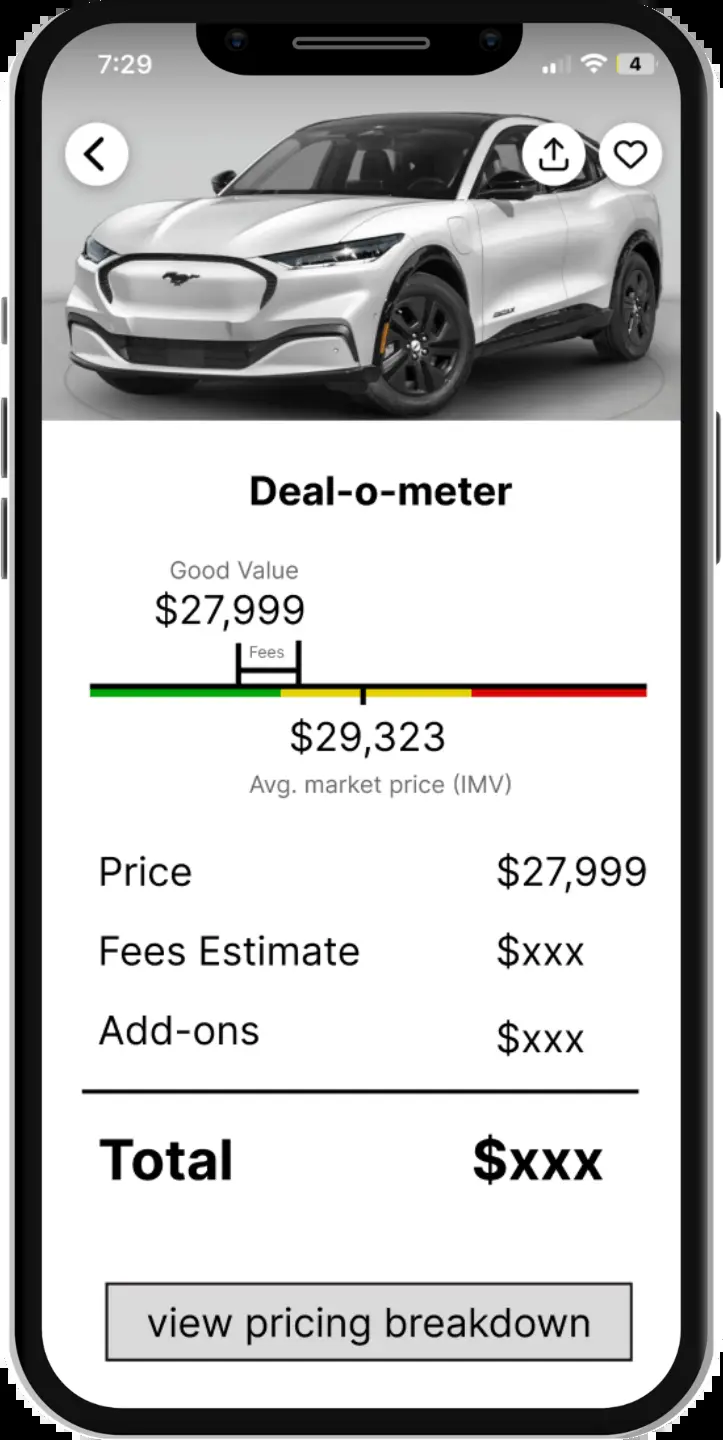 7:29
4
Deal-o-meter
Good Value
$27,999
Fees
$29,323
Avg. market price (IMV)
Price $27,999
Fees Estimate $xxx
Add-ons $xxx
Total $xxx
view pricing breakdown